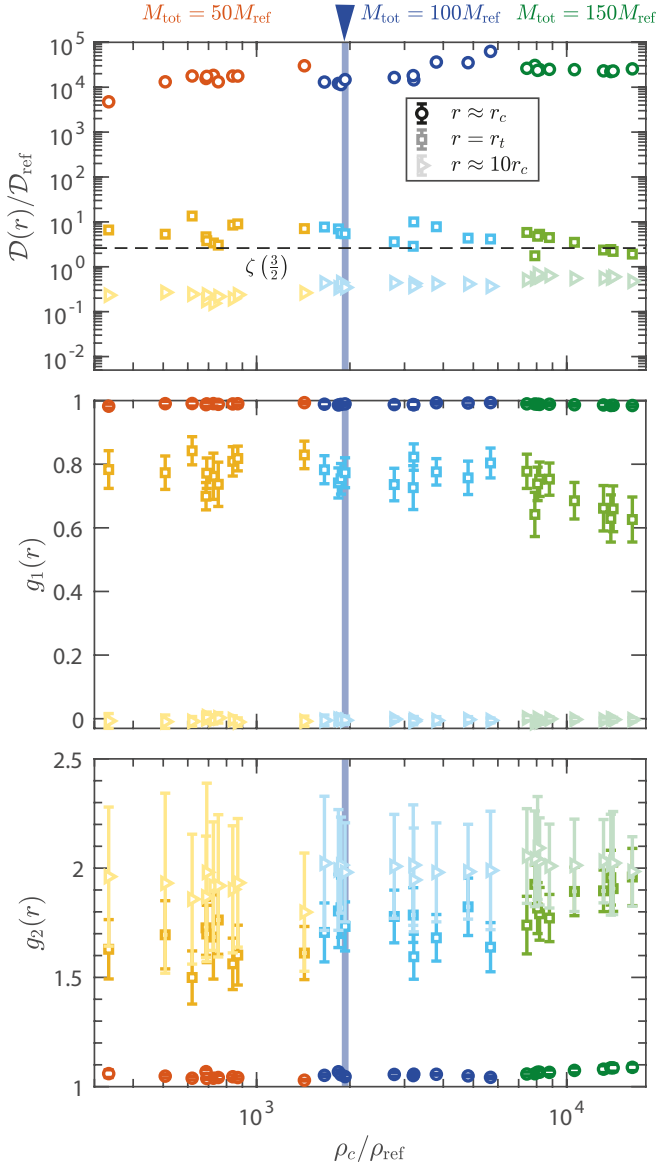 M_tot = 50M_ref M_tot = 100M_ref M_tot = 150M_ref
10^5
10^4
10^3
10^2
10^1
10^0
10^-1
10^-2
𝒟(r)/𝒟_ref
r ≈ r_c
r = r_t
r ≈ 10r_c
ζ(3/2)
1
0.8
0.6
0.4
0.2
0
g_1(r)
2.5
2
1.5
1
g_2(r)
10^3 10^4
ρ_c/ρ_ref